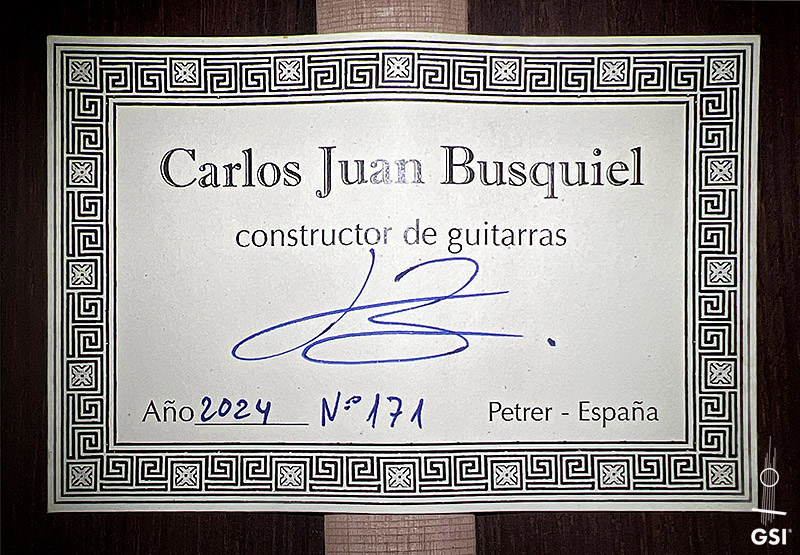 Carlos Juan Busquiel
constructor de guitarras
Año 2024 Nº 171 Petrer - España
GSI®